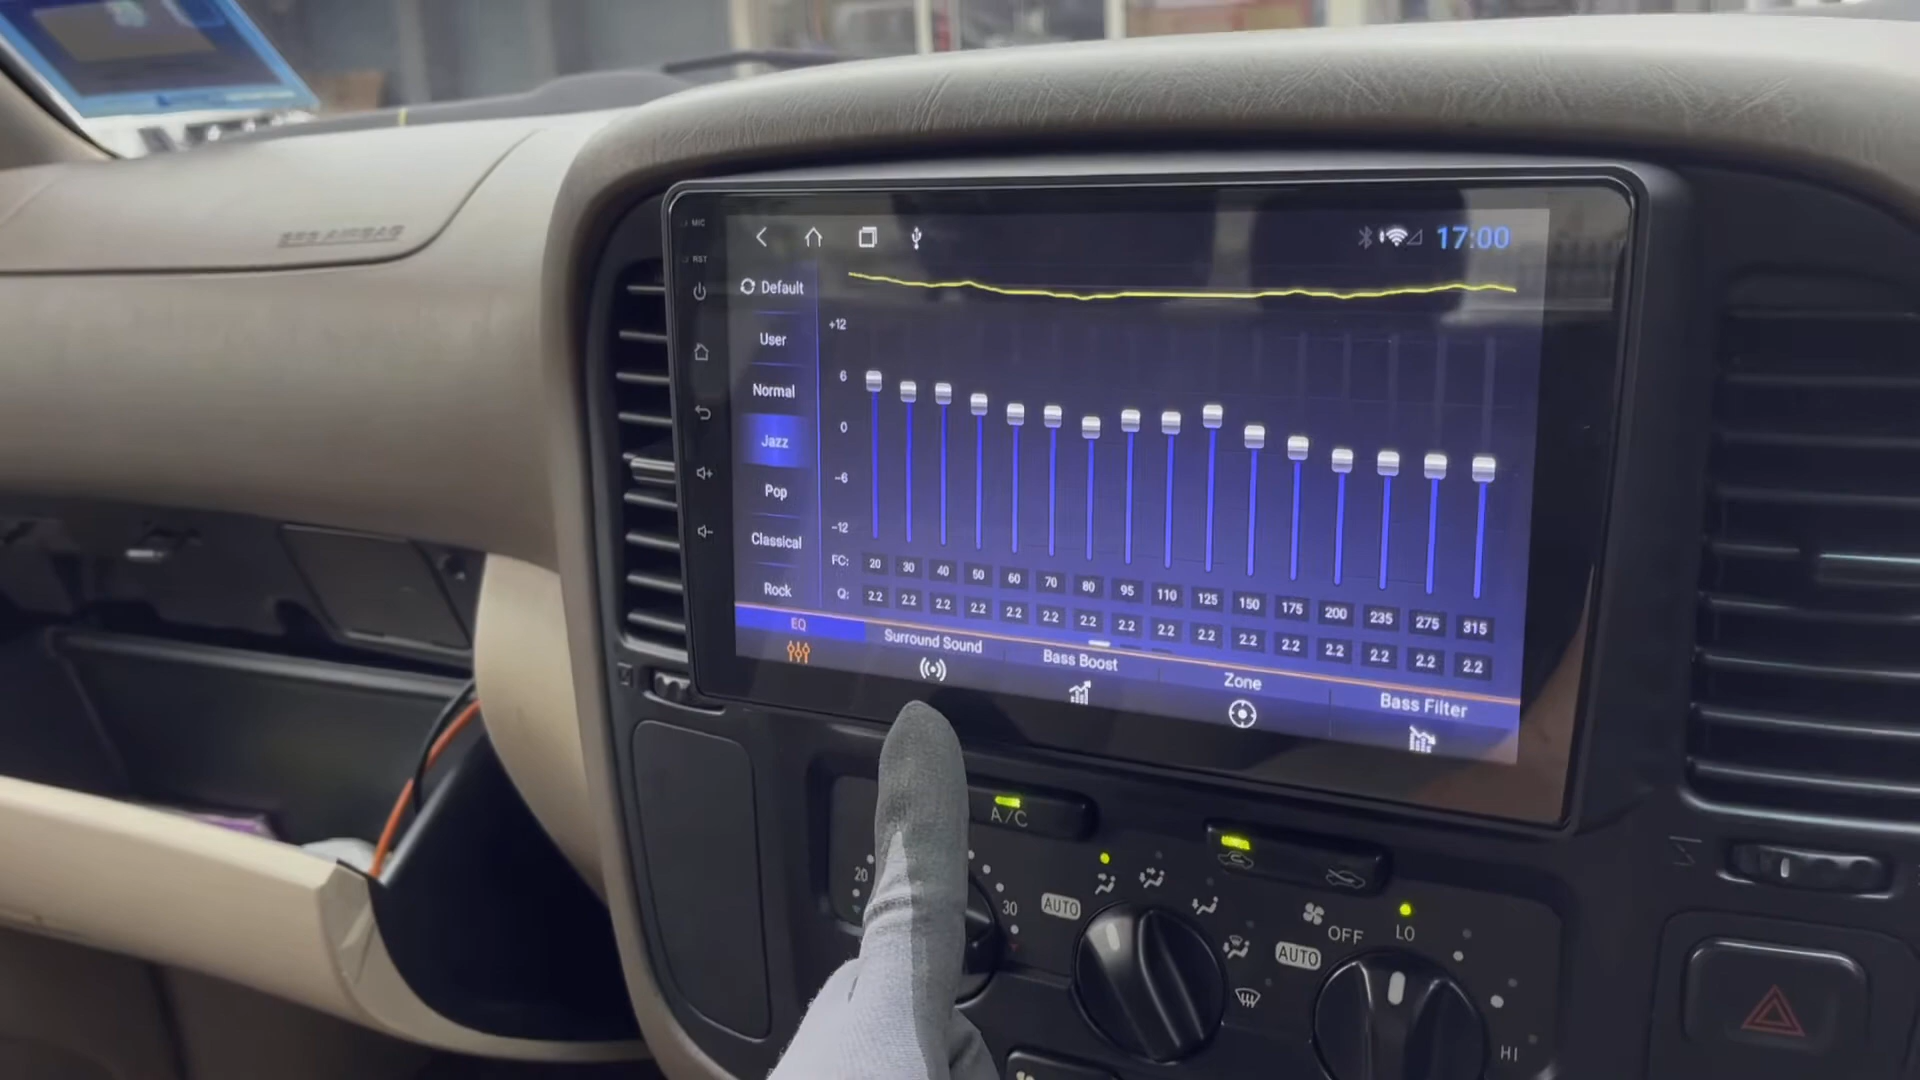 SRS AIRBAG
MIC
RST
17:00
Default
User
Normal
Jazz
Pop
Classical
Rock
+12
6
0
-6
-12
FC: 20 30 40 50 60 70 80 95 110 125 150 175 200 235 275 315
Q: 2.2 2.2 2.2 2.2 2.2 2.2 2.2 2.2 2.2 2.2 2.2 2.2 2.2 2.2 2.2 2.2
EQ Surround Sound Bass Boost Zone Bass Filter
A/C
20 30 AUTO
AUTO OFF LO
HI